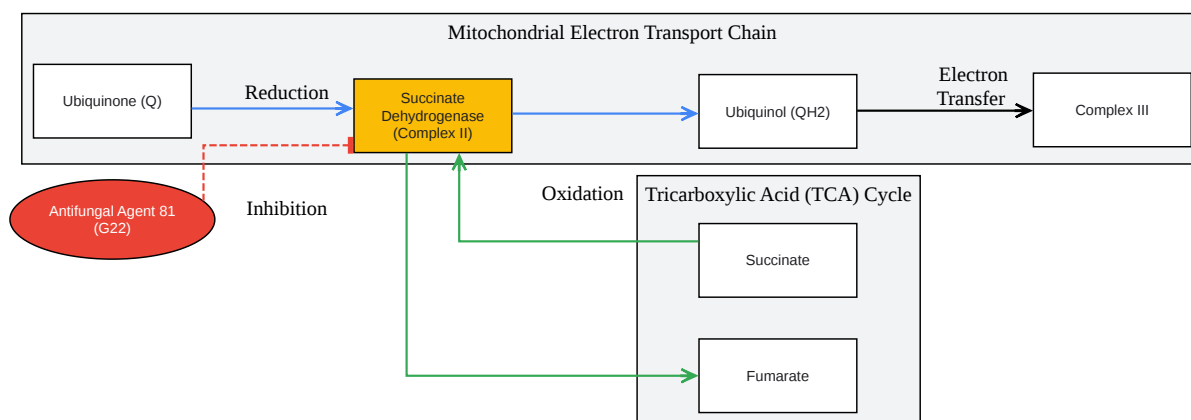 Mitochondrial Electron Transport Chain
Ubiquinone (Q)
Reduction
Succinate
Dehydrogenase
(Complex II)
Ubiquinol (QH2)
Electron
Transfer
Complex III
Antifungal Agent 81
(G22)
Inhibition
Oxidation
Tricarboxylic Acid (TCA) Cycle
Succinate
Fumarate